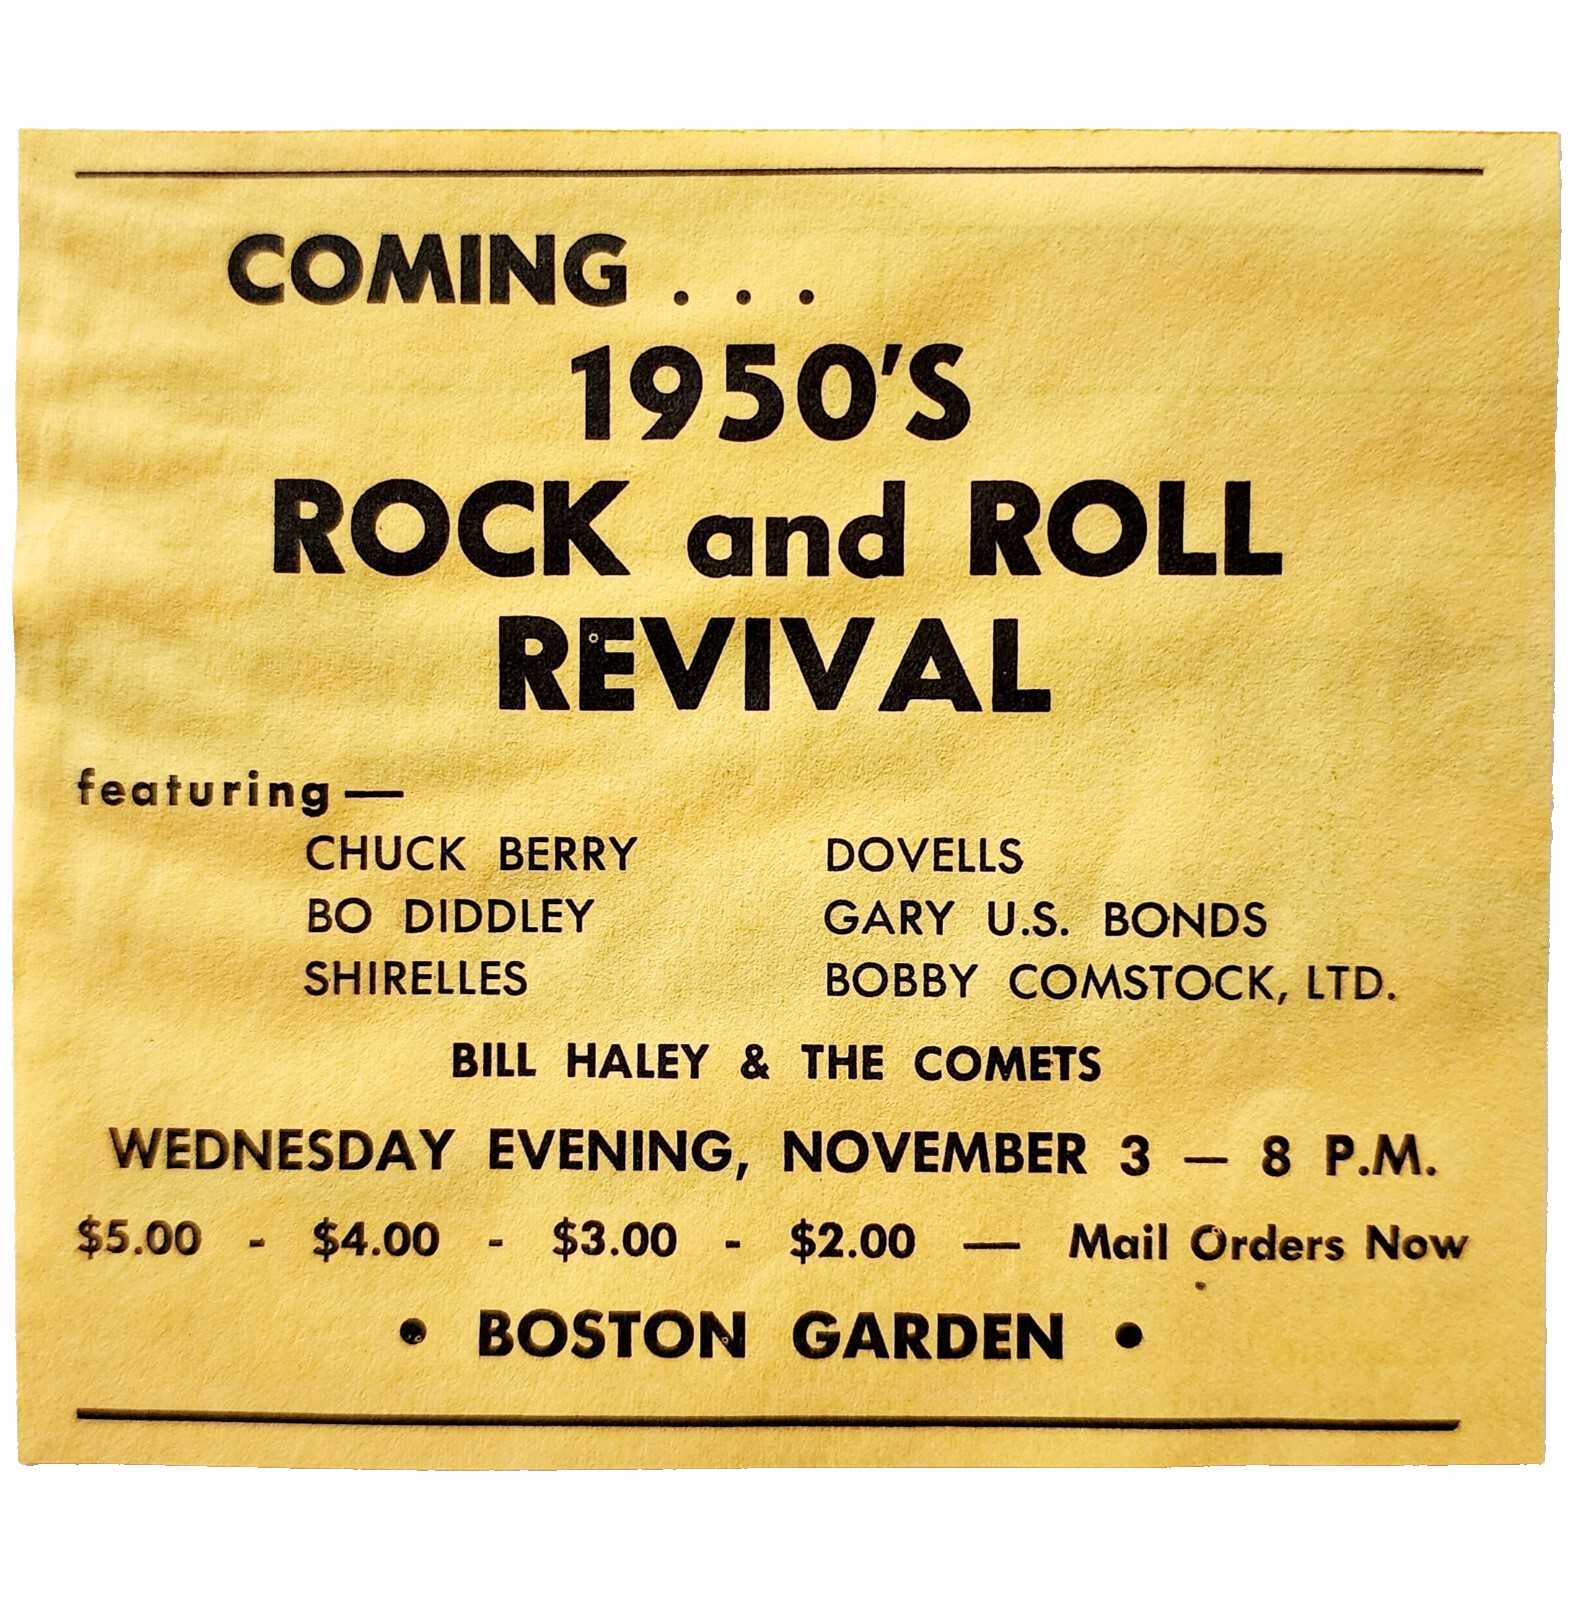 COMING . . .
1950'S
ROCK and ROLL
REVIVAL
featuring —
CHUCK BERRY
BO DIDDLEY
SHIRELLES
DOVELLS
GARY U.S. BONDS
BOBBY COMSTOCK, LTD.
BILL HALEY & THE COMETS
WEDNESDAY EVENING, NOVEMBER 3 — 8 P.M.
$5.00 - $4.00 - $3.00 - $2.00 — Mail Orders Now
• BOSTON GARDEN •